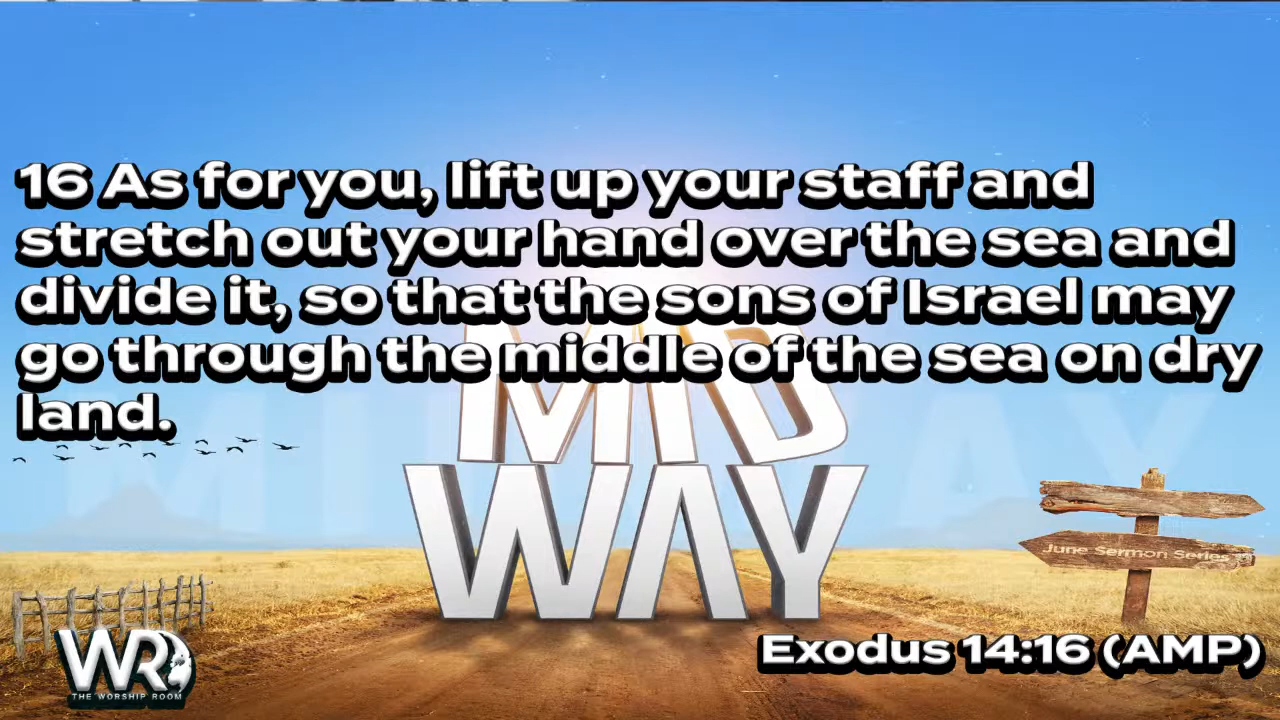 16 As for you, lift up your staff and
stretch out your hand over the sea and
divide it, so that the sons of Israel may
go through the middle of the sea on dry
land.
MID
WAY
June Sermon Series
WR
THE WORSHIP ROOM
Exodus 14:16 (AMP)